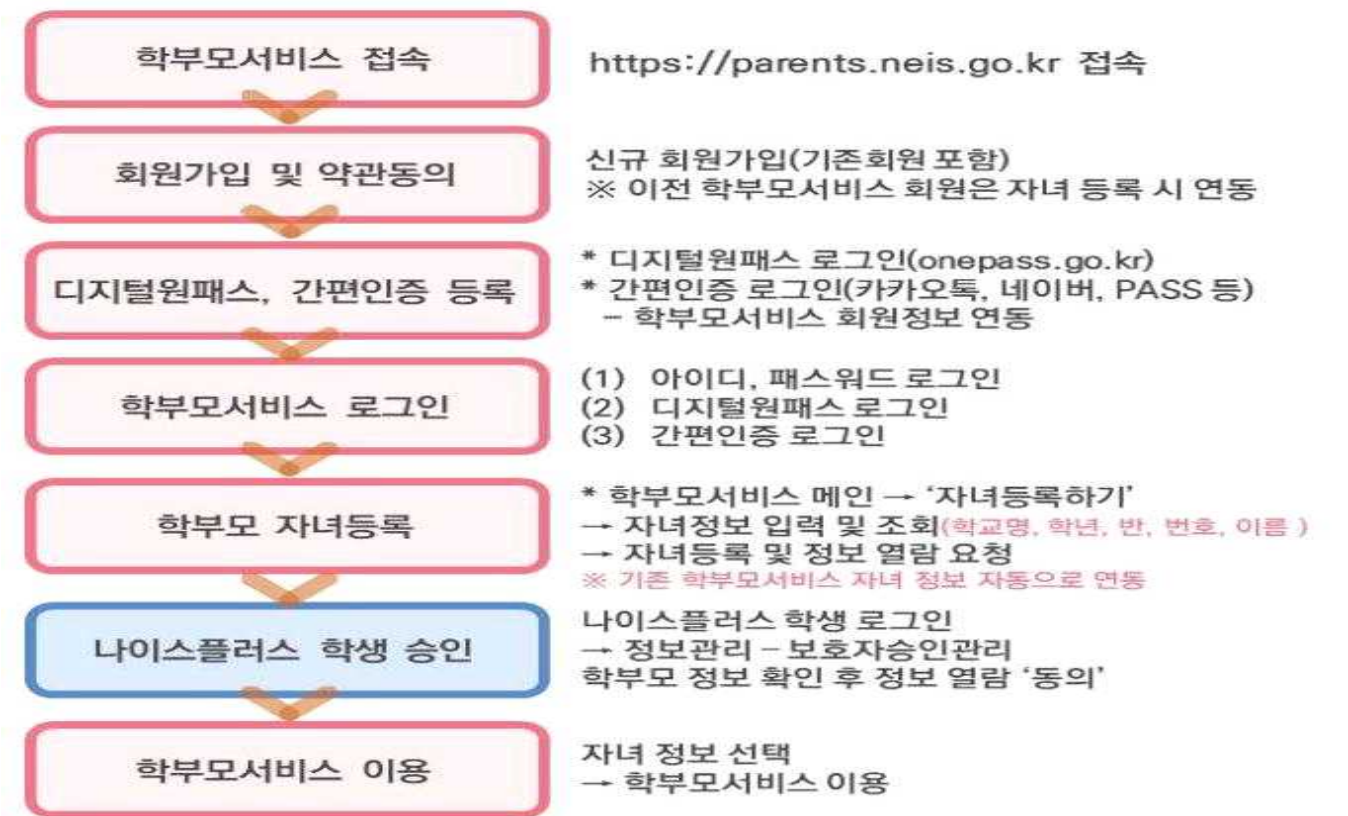 학부모서비스 접속
https://parents.neis.go.kr 접속
회원가입 및 약관동의
신규 회원가입(기존회원 포함)
※ 이전 학부모서비스 회원은 자녀 등록 시 연동
디지털원패스, 간편인증 등록
* 디지털원패스 로그인(onepass.go.kr)
* 간편인증 로그인(카카오톡, 네이버, PASS 등)
- 학부모서비스 회원정보 연동
학부모서비스 로그인
(1) 아이디, 패스워드 로그인
(2) 디지털원패스 로그인
(3) 간편인증 로그인
학부모 자녀등록
* 학부모서비스 메인 → ‘자녀등록하기’
→ 자녀정보 입력 및 조회(학교명, 학년, 반, 번호, 이름 )
→ 자녀등록 및 정보 열람 요청
※ 기존 학부모서비스 자녀 정보 자동으로 연동
나이스플러스 학생 승인
나이스플러스 학생 로그인
→ 정보관리 – 보호자승인관리
학부모 정보 확인 후 정보 열람 ‘동의’
학부모서비스 이용
자녀 정보 선택
→ 학부모서비스 이용